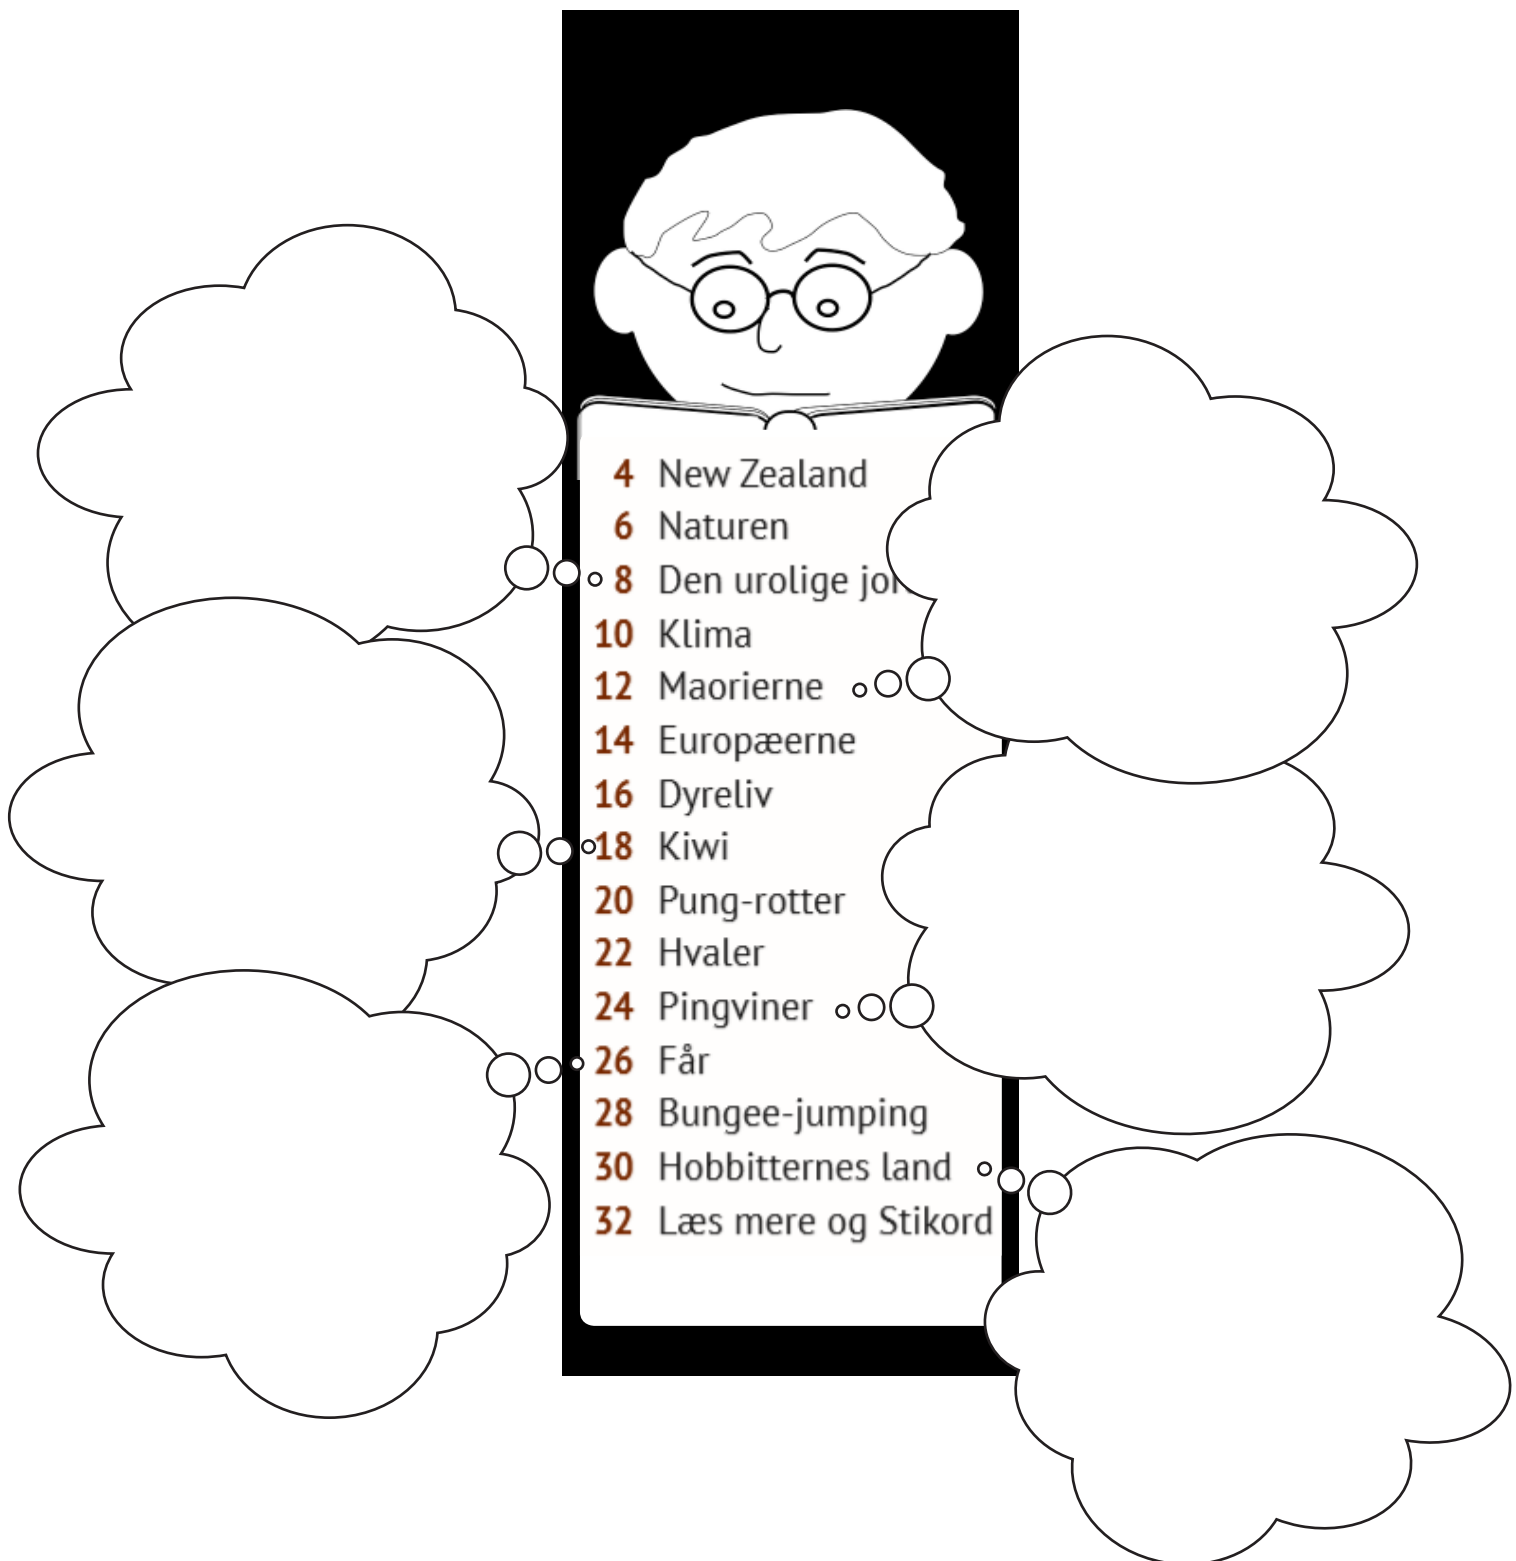 4 New Zealand
6 Naturen
8 Den urolige
10 Klima
12 Maorierne
14 Europæerne
16 Dyreliv
18 Kiwi
20 Pung-rotter
22 Hvaler
24 Pingviner
26 Får
28 Bungee-jumping
30 Hobbitternes land
32 Læs mere og Stikord